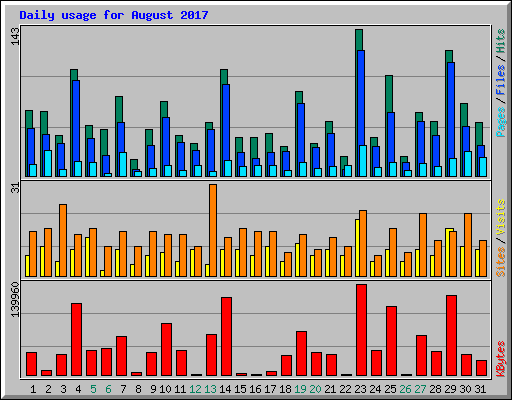 Daily usage for August 2017
143
Pages / Files / Hits
31
Sites / Visits
139960
KBytes
1 2 3 4 5 6 7 8 9 10 11 12 13 14 15 16 17 18 19 20 21 22 23 24 25 26 27 28 29 30 31